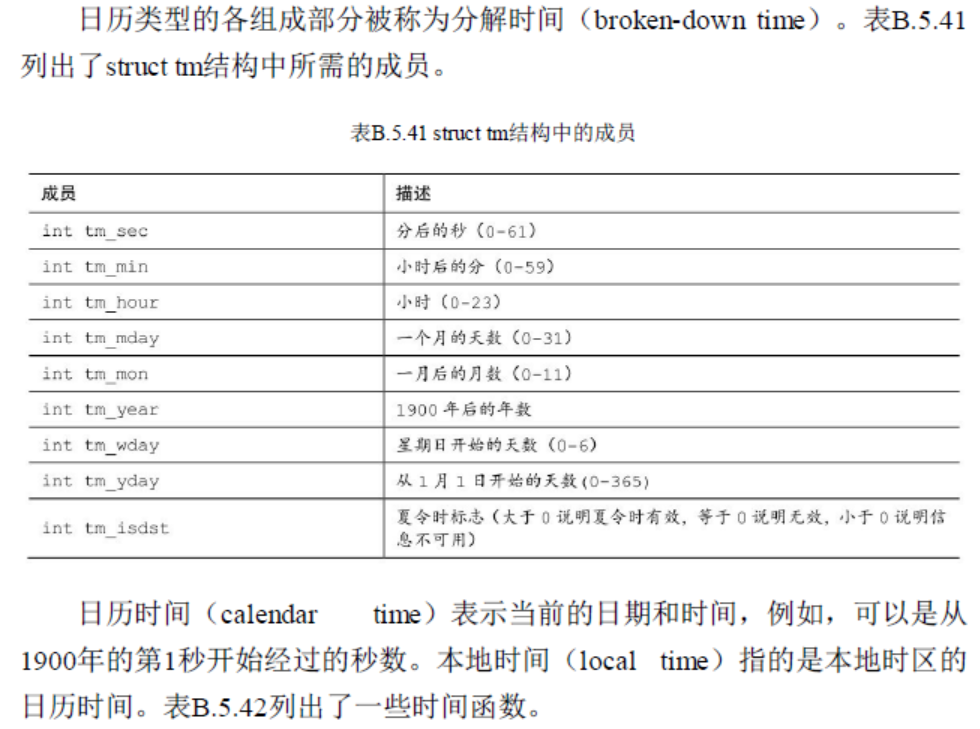 日历类型的各组成部分被称为分解时间（broken-down time）。表B.5.41
列出了struct tm结构中所需的成员。
表B.5.41 struct tm结构中的成员
成员 描述
int tm_sec 分后的秒（0-61）
int tm_min 小时后的分（0-59）
int tm_hour 小时（0-23）
int tm_mday 一个月的天数（0-31）
int tm_mon 一月后的月数（0-11）
int tm_year 1900 年后的年数
int tm_wday 星期日开始的天数（0-6）
int tm_yday 从 1 月 1 日开始的天数(0-365)
int tm_isdst 夏令时标志（大于 0 说明夏令时有效，等于 0 说明无效，小于 0 说明信
息不可用）
日历时间（calendar time）表示当前的日期和时间，例如，可以是从
1900年的第1秒开始经过的秒数。本地时间（local time）指的是本地时区的
日历时间。表B.5.42列出了一些时间函数。